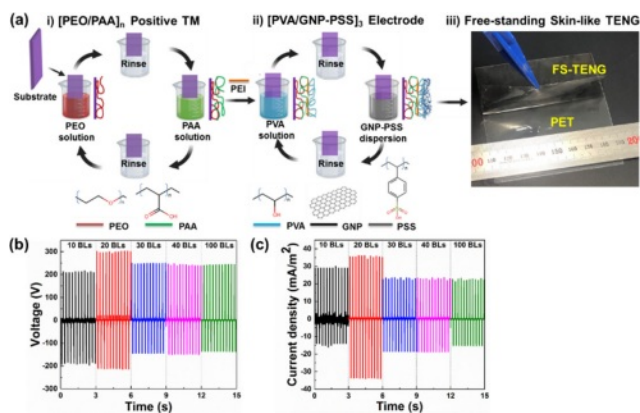 (a) i) [PEO/PAA]n Positive TM ii) [PVA/GNP-PSS]3 Electrode iii) Free-standing Skin-like TENG
Rinse
Rinse
Substrate
PEI
PEO solution
PAA solution
PVA solution
GNP-PSS dispersion
Rinse
Rinse
FS-TENG
PET
PEO PAA PVA GNP PSS
(b)
10 BLs 20 BLs 30 BLs 40 BLs 100 BLs
Voltage (V)
300
200
100
0
-100
-200
-300
0 3 6 9 12 15
Time (s)
(c)
10 BLs 20 BLs 30 BLs 40 BLs 100 BLs
Current density (mA/m²)
40
30
20
10
0
-10
-20
-30
-40
0 3 6 9 12 15
Time (s)